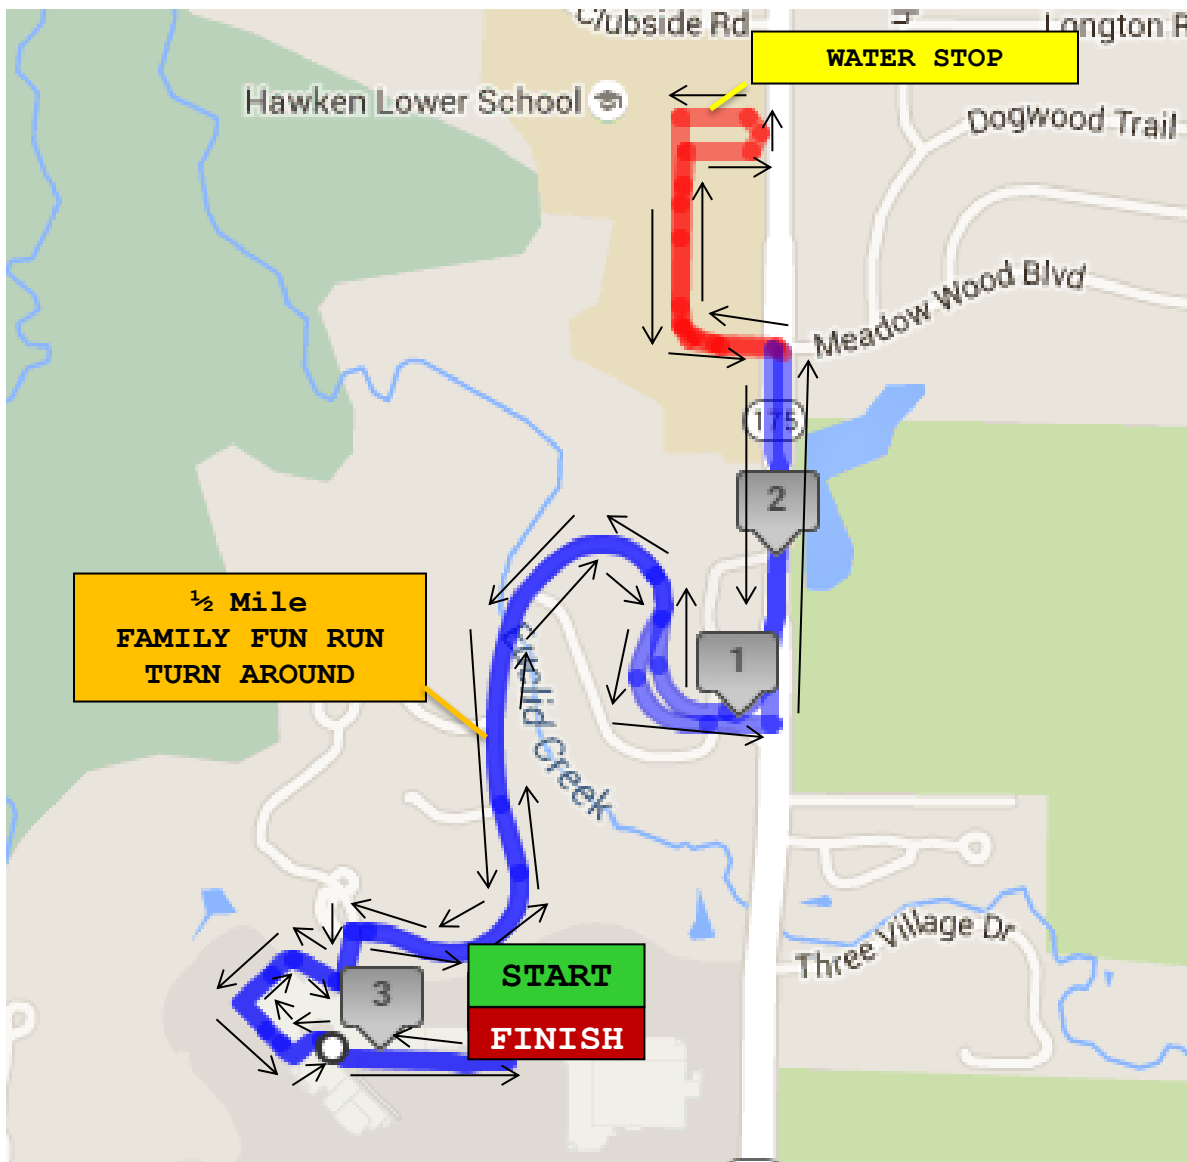 Clubside Rd
Longton R
WATER STOP
Hawken Lower School
Dogwood Trail
Meadow Wood Blvd
175
2
½ Mile
FAMILY FUN RUN
TURN AROUND
1
Euclid Creek
Three Village Dr
START
3
FINISH